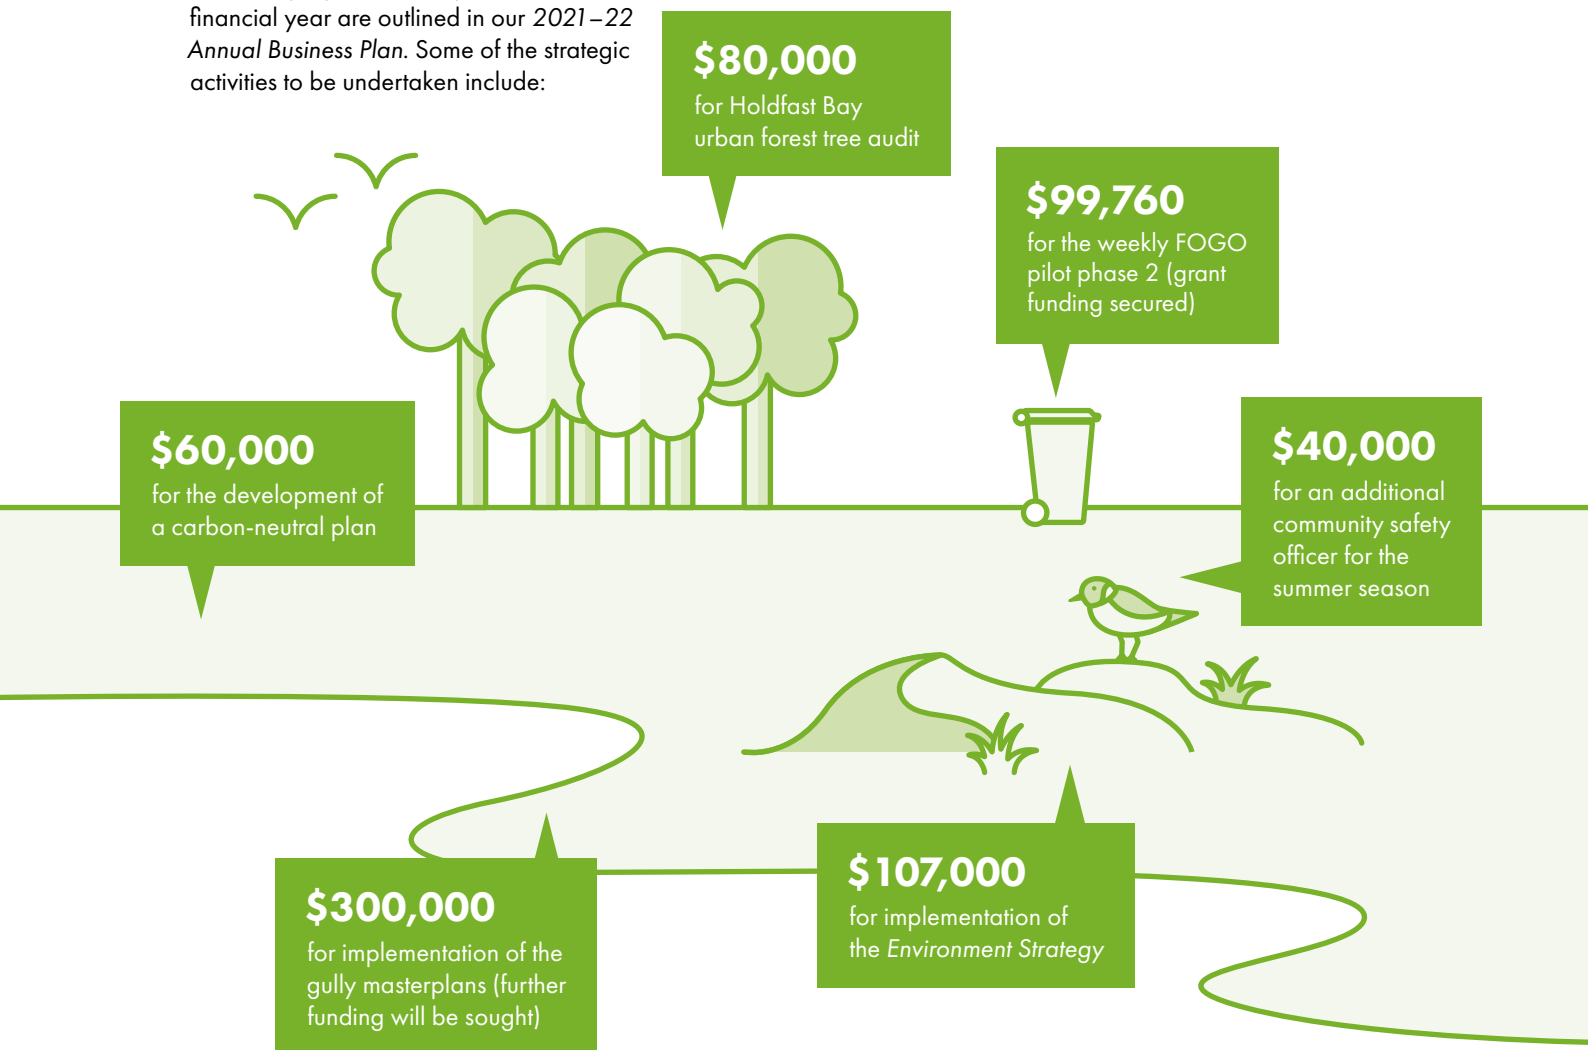 financial year are outlined in our 2021–22
Annual Business Plan. Some of the strategic
activities to be undertaken include:
$80,000
for Holdfast Bay
urban forest tree audit
$99,760
for the weekly FOGO
pilot phase 2 (grant
funding secured)
$60,000
for the development of
a carbon-neutral plan
$40,000
for an additional
community safety
officer for the
summer season
$300,000
for implementation of the
gully masterplans (further
funding will be sought)
$107,000
for implementation of
the Environment Strategy